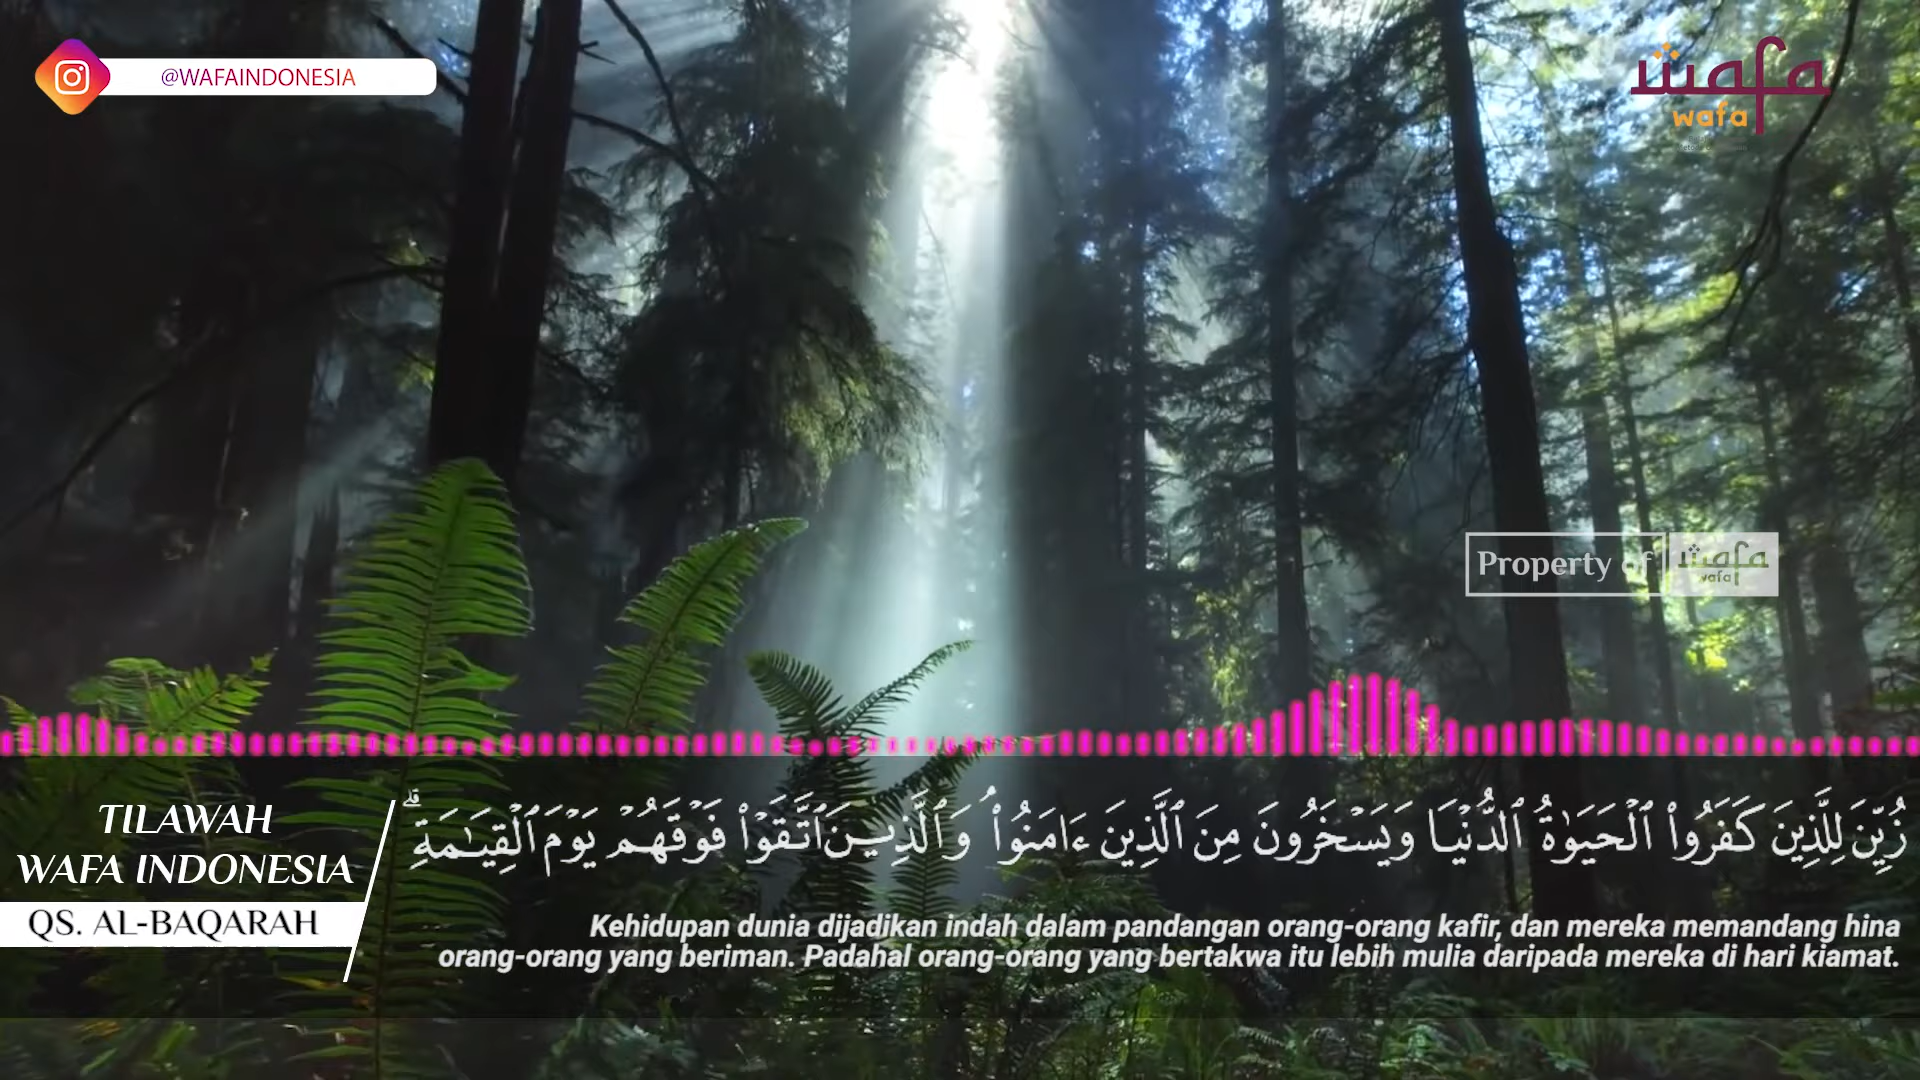 @WAFAINDONESIA
wafa
wafa
Property of
wafa
wafa
زُيِّنَ لِلَّذِينَ كَفَرُوا۟ ٱلْحَيَوٰةُ ٱلدُّنْيَا وَيَسْخَرُونَ مِنَ ٱلَّذِينَ ءَامَنُوا۟ ۘ وَٱلَّذِينَ ٱتَّقَوْا۟ فَوْقَهُمْ يَوْمَ ٱلْقِيَـٰمَةِ ۗ
TILAWAH
WAFA INDONESIA
QS. AL-BAQARAH
Kehidupan dunia dijadikan indah dalam pandangan orang-orang kafir, dan mereka memandang hina
orang-orang yang beriman. Padahal orang-orang yang bertakwa itu lebih mulia daripada mereka di hari kiamat.